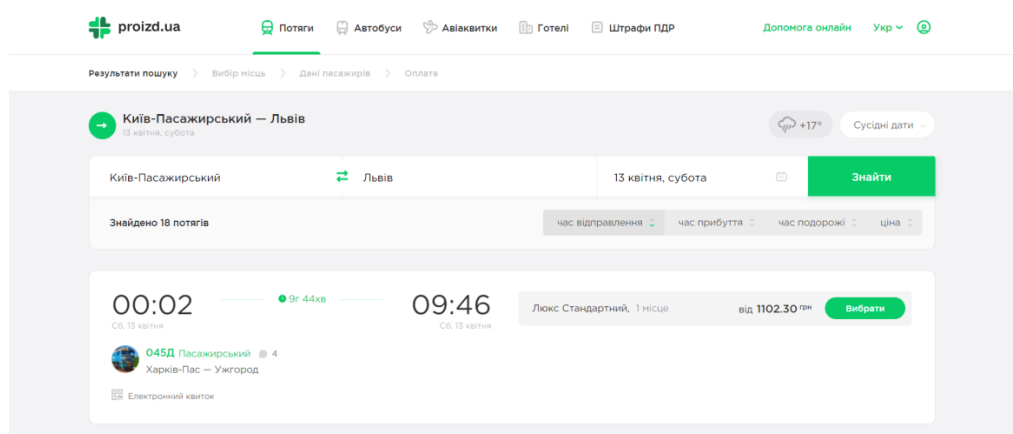 proizd.ua
Потяги
Автобуси
Авіаквитки
Готелі
Штрафи ПДР
Допомога онлайн
Укр
Результати пошуку
Вибір місць
Дані пасажирів
Оплата
Київ-Пасажирський — Львів
13 квітня, субота
+17°
Сусідні дати
Київ-Пасажирський
Львів
13 квітня, субота
Знайти
Знайдено 18 потягів
час відправлення
час прибуття
час подорожі
ціна
00:02
9г 44хв
09:46
Сб, 13 квітня
Сб, 13 квітня
Люкс Стандартний, 1 місце
від 1102.30 грн
Вибрати
045Д Пасажирський 4
Харків-Пас — Ужгород
Електронний квиток